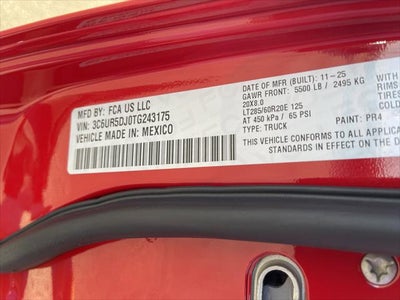 MFD BY: FCA US LLC
VIN: 3C6UR5DJ0TG243175
VEHICLE MADE IN: MEXICO
DATE OF MFR(BUILT): 11-25
GAWR FRONT: 5500 LB / 2495 KG
20X8.0
LT285/60R20E 125
AT 450 kPa / 65 PSI
TYPE: TRUCK
PAINT: PR4
WITH
RIMS
TIRES
COLD
THIS VEHICLE CONFORMS TO ALL APPLICABLE
STANDARDS IN EFFECT ON THE DA